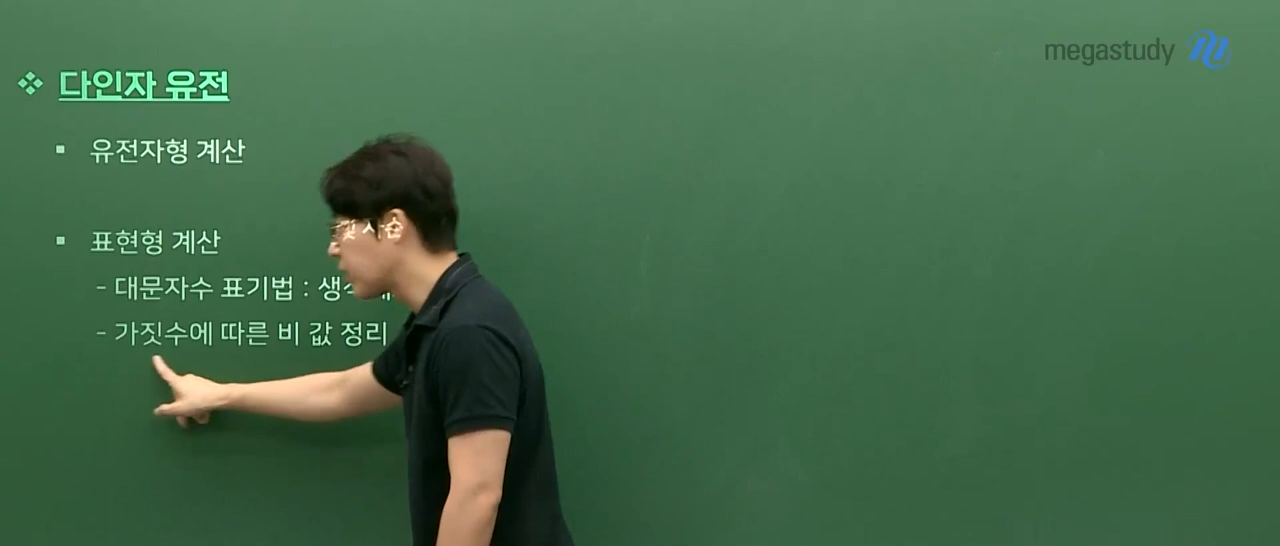 megastudy
다인자 유전
유전자형 계산
표현형 계산
- 대문자수 표기법 :
- 가짓수에 따른 비 값 정리